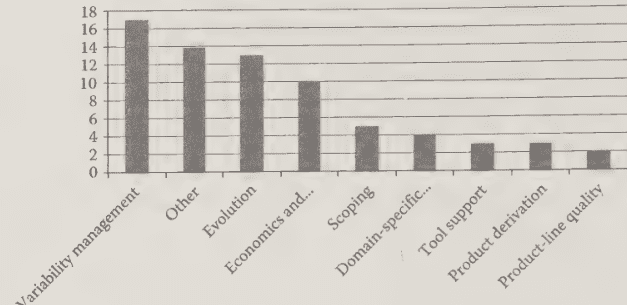 18
16
14
12
10
8
6
4
2
0
Variability management
Other
Evolution
Economics and...
Scoping
Domain-specific...
Tool support
Product derivation
Product-line quality